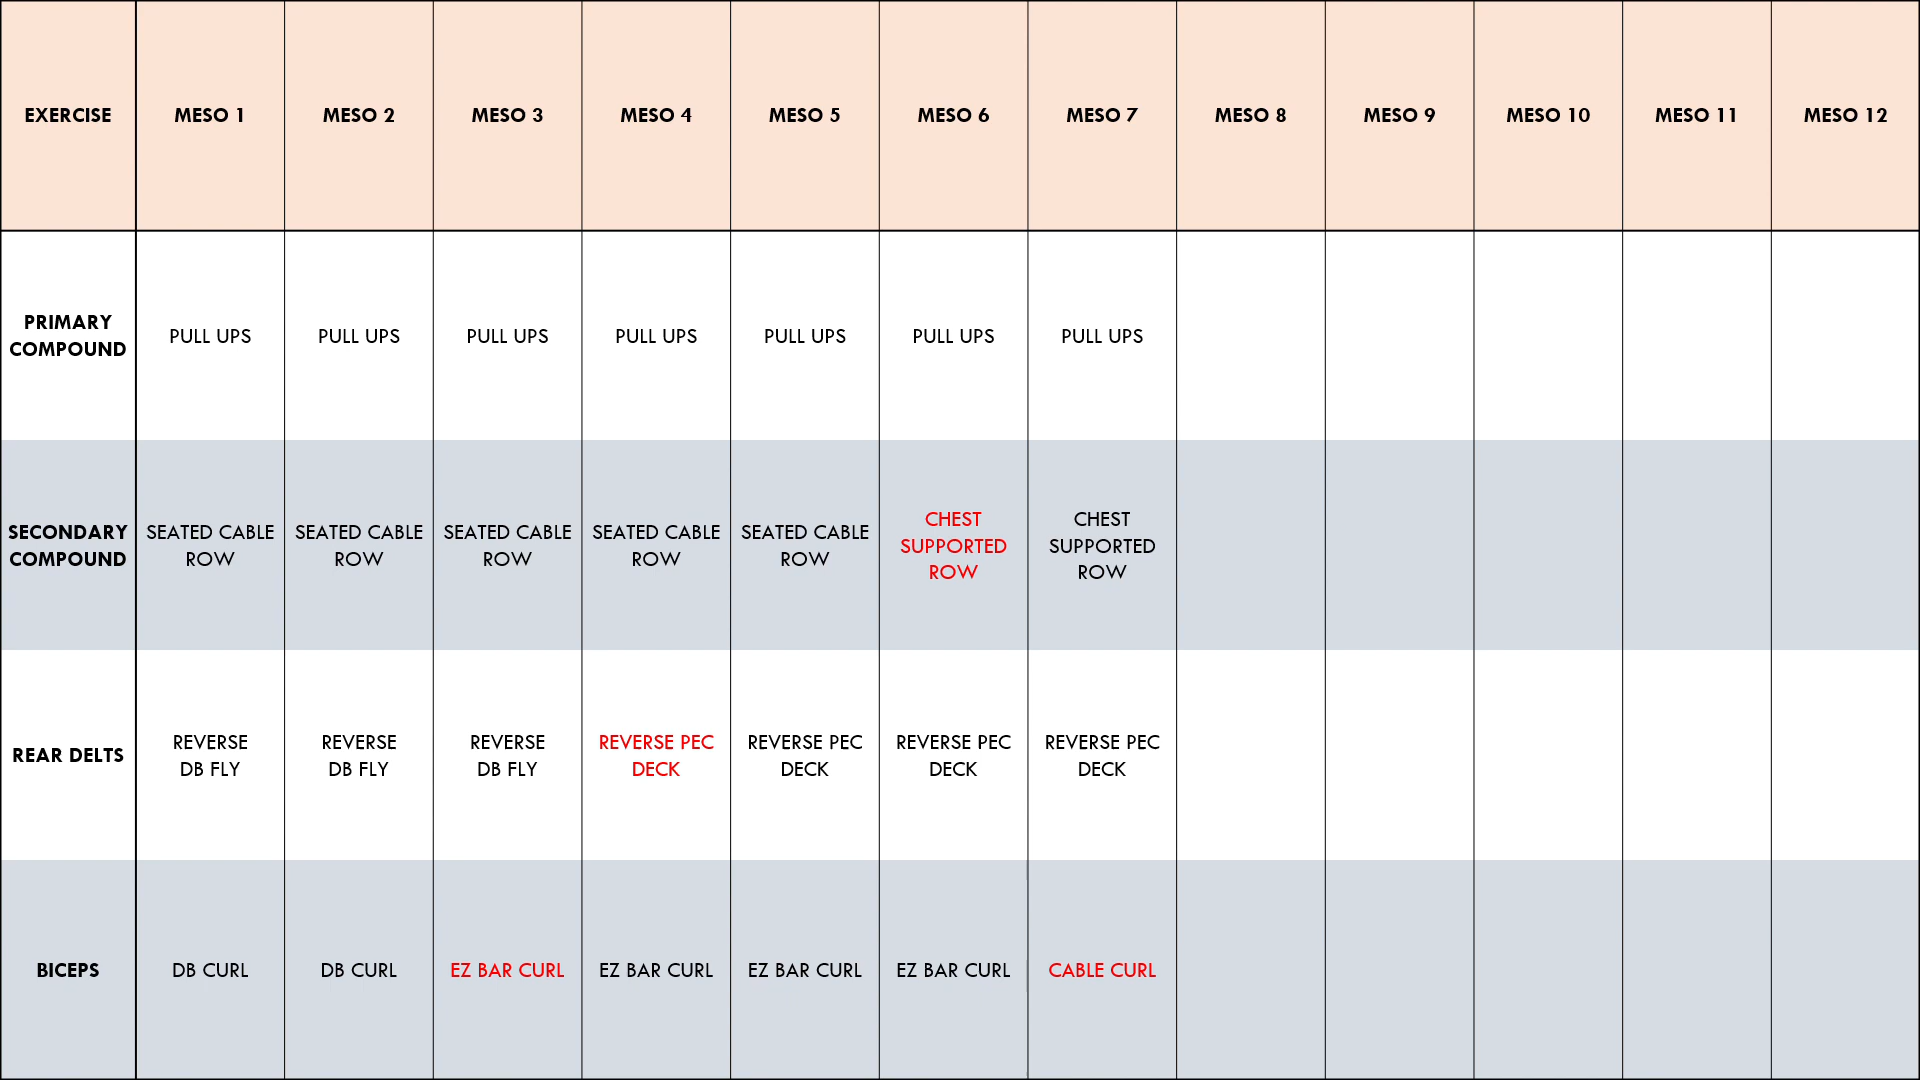 EXERCISE MESO 1 MESO 2 MESO 3 MESO 4 MESO 5 MESO 6 MESO 7 MESO 8 MESO 9 MESO 10 MESO 11 MESO 12
PRIMARY
COMPOUND
PULL UPS
PULL UPS
PULL UPS
PULL UPS
PULL UPS
PULL UPS
PULL UPS
SECONDARY
COMPOUND
SEATED CABLE
ROW
SEATED CABLE
ROW
SEATED CABLE
ROW
SEATED CABLE
ROW
SEATED CABLE
ROW
CHEST
SUPPORTED
ROW
CHEST
SUPPORTED
ROW
REAR DELTS
REVERSE
DB FLY
REVERSE
DB FLY
REVERSE
DB FLY
REVERSE PEC
DECK
REVERSE PEC
DECK
REVERSE PEC
DECK
REVERSE PEC
DECK
BICEPS
DB CURL
DB CURL
EZ BAR CURL
EZ BAR CURL
EZ BAR CURL
EZ BAR CURL
CABLE CURL